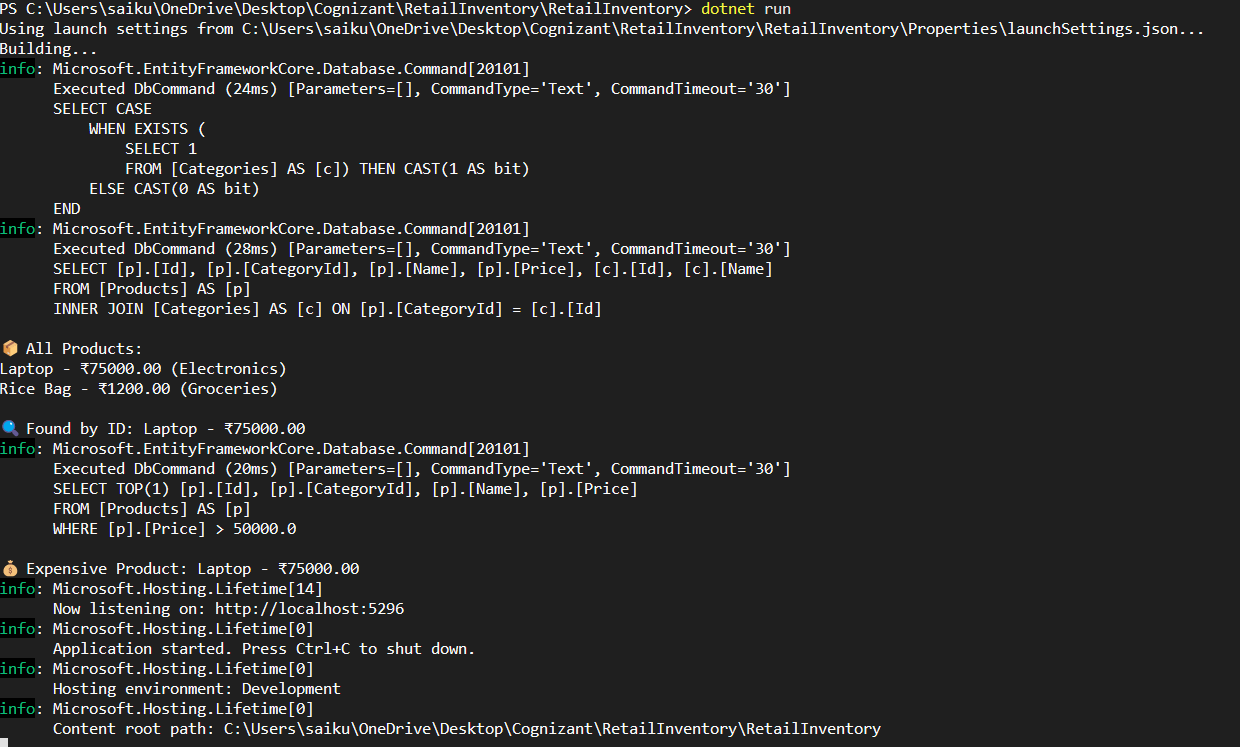 PS C:\Users\saiku\OneDrive\Desktop\Cognizant\RetailInventory\RetailInventory> dotnet run
Using launch settings from C:\Users\saiku\OneDrive\Desktop\Cognizant\RetailInventory\RetailInventory\Properties\launchSettings.json...
Building...
info: Microsoft.EntityFrameworkCore.Database.Command[20101]
      Executed DbCommand (24ms) [Parameters=[], CommandType='Text', CommandTimeout='30']
      SELECT CASE
          WHEN EXISTS (
              SELECT 1
              FROM [Categories] AS [c]) THEN CAST(1 AS bit)
          ELSE CAST(0 AS bit)
      END
info: Microsoft.EntityFrameworkCore.Database.Command[20101]
      Executed DbCommand (28ms) [Parameters=[], CommandType='Text', CommandTimeout='30']
      SELECT [p].[Id], [p].[CategoryId], [p].[Name], [p].[Price], [c].[Id], [c].[Name]
      FROM [Products] AS [p]
      INNER JOIN [Categories] AS [c] ON [p].[CategoryId] = [c].[Id]

📦 All Products:
Laptop - ₹75000.00 (Electronics)
Rice Bag - ₹1200.00 (Groceries)

🔍 Found by ID: Laptop - ₹75000.00
info: Microsoft.EntityFrameworkCore.Database.Command[20101]
      Executed DbCommand (20ms) [Parameters=[], CommandType='Text', CommandTimeout='30']
      SELECT TOP(1) [p].[Id], [p].[CategoryId], [p].[Name], [p].[Price]
      FROM [Products] AS [p]
      WHERE [p].[Price] > 50000.0

💰 Expensive Product: Laptop - ₹75000.00
info: Microsoft.Hosting.Lifetime[14]
      Now listening on: http://localhost:5296
info: Microsoft.Hosting.Lifetime[0]
      Application started. Press Ctrl+C to shut down.
info: Microsoft.Hosting.Lifetime[0]
      Hosting environment: Development
info: Microsoft.Hosting.Lifetime[0]
      Content root path: C:\Users\saiku\OneDrive\Desktop\Cognizant\RetailInventory\RetailInventory